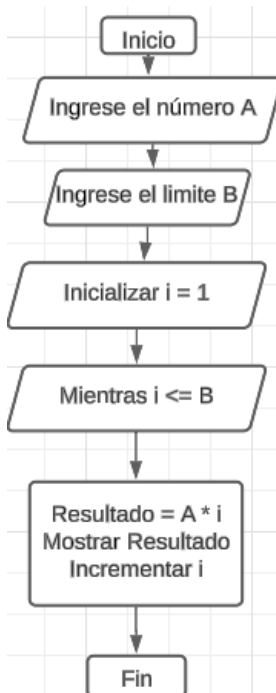 Inicio
Ingrese el número A
Ingrese el limite B
Inicializar i = 1
Mientras i <= B
Resultado = A * i
Mostrar Resultado
Incrementar i
Fin